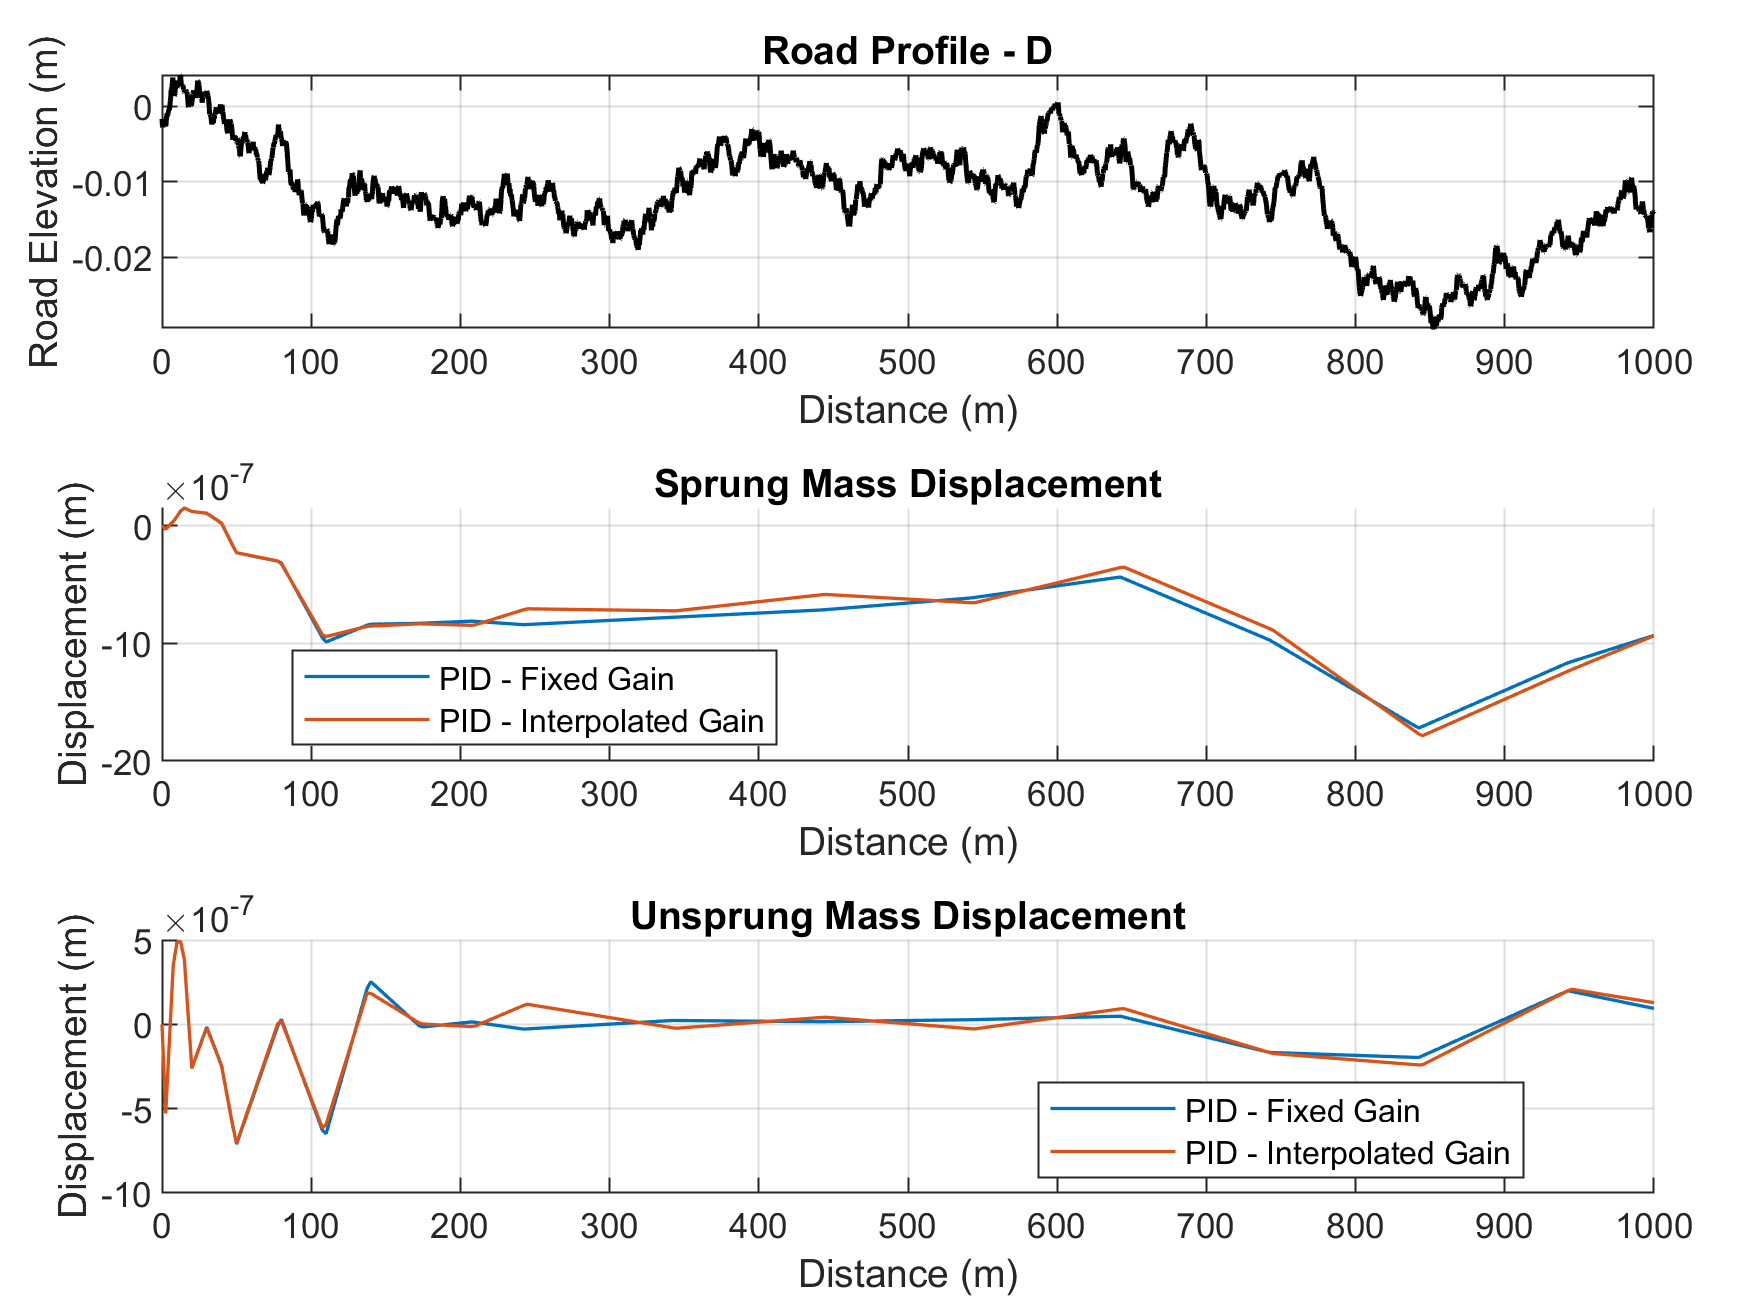 Road Profile - D
Road Elevation (m)
0
-0.01
-0.02
0 100 200 300 400 500 600 700 800 900 1000
Distance (m)
×10-7
Sprung Mass Displacement
Displacement (m)
0
-10
-20
PID - Fixed Gain
PID - Interpolated Gain
0 100 200 300 400 500 600 700 800 900 1000
Distance (m)
×10-7
Unsprung Mass Displacement
Displacement (m)
5
0
-5
-10
PID - Fixed Gain
PID - Interpolated Gain
0 100 200 300 400 500 600 700 800 900 1000
Distance (m)